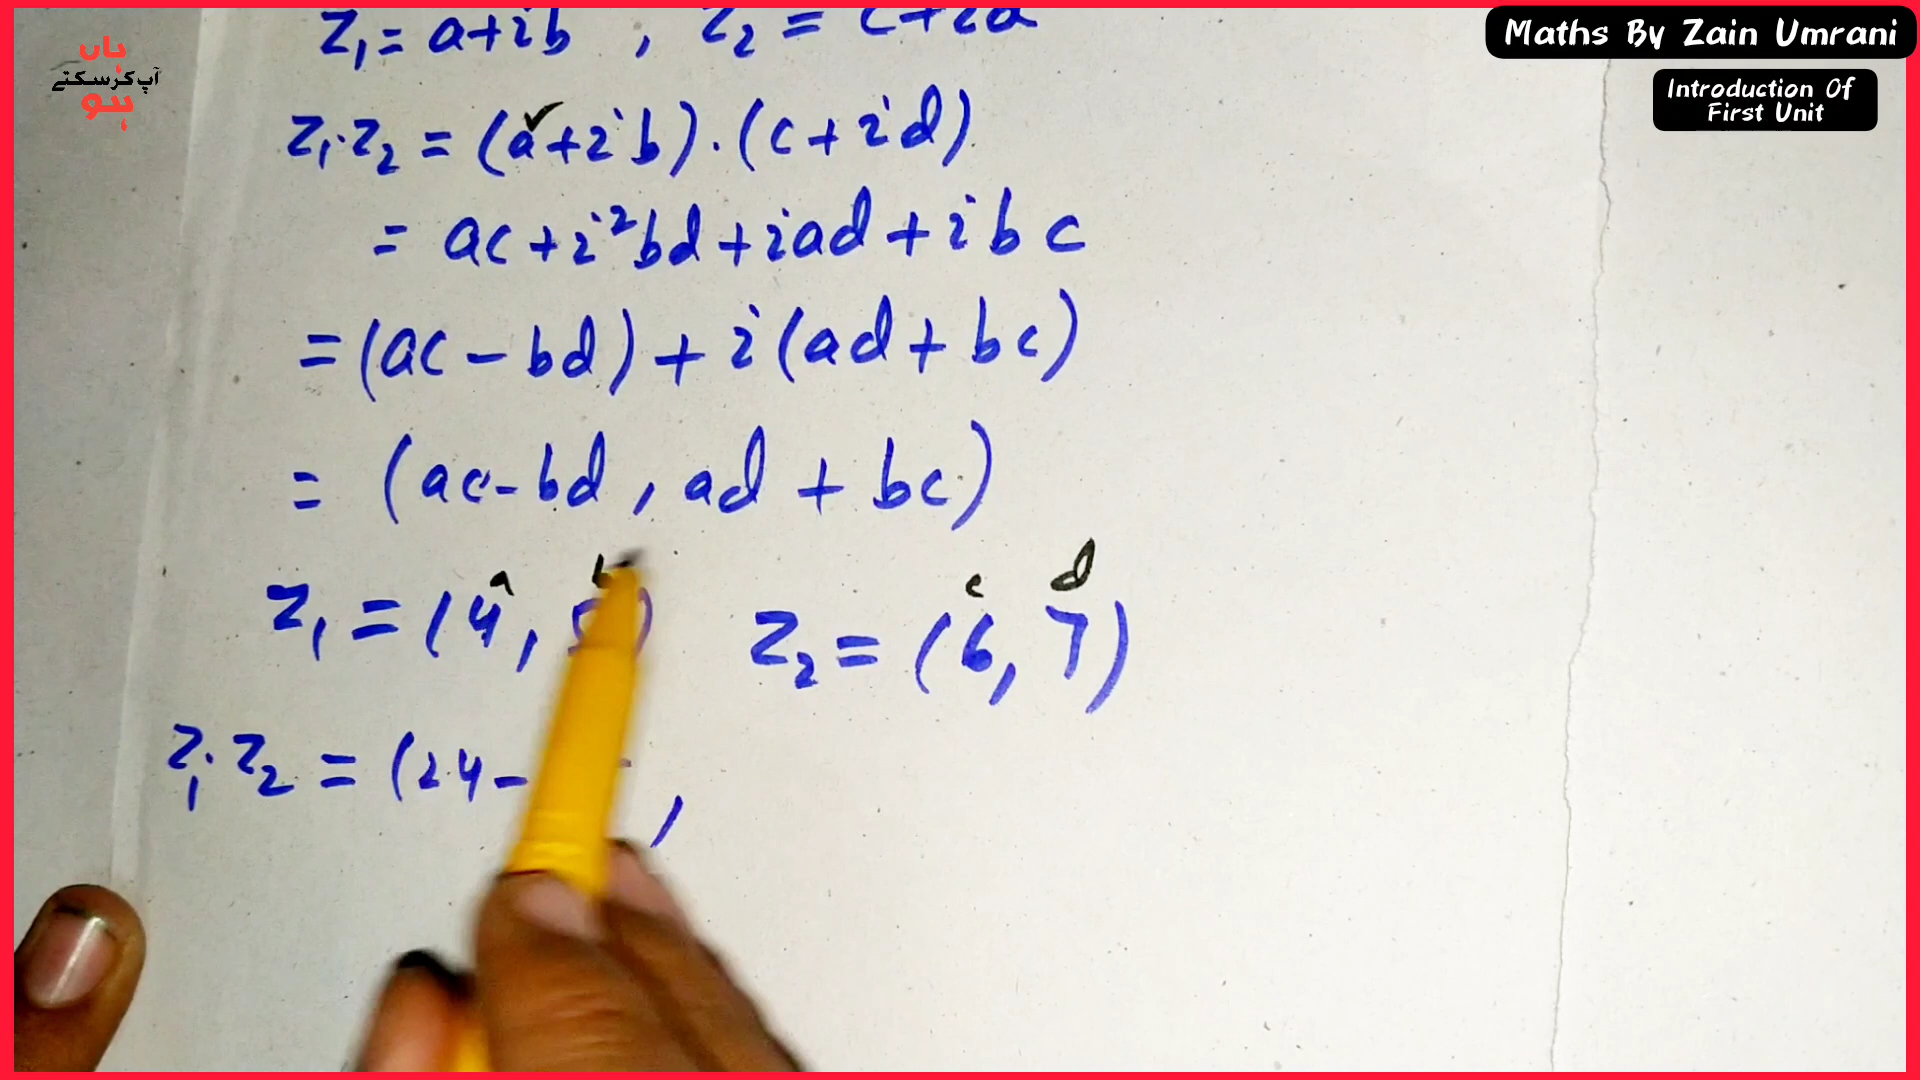 Maths By Zain Umrani
Introduction Of
First Unit
ہاں
آپ کرسکتے
ہو
z₁ = a+ib , z₂ = c+id
z₁·z₂ = (a+ib)·(c+id)
= ac+i²bd+iad+ibc
=(ac-bd)+i(ad+bc)
= (ac-bd, ad+bc)
a b c d
z₁ = (4, ) z₂ = (6, 7)
z₁·z₂ = (24- ,